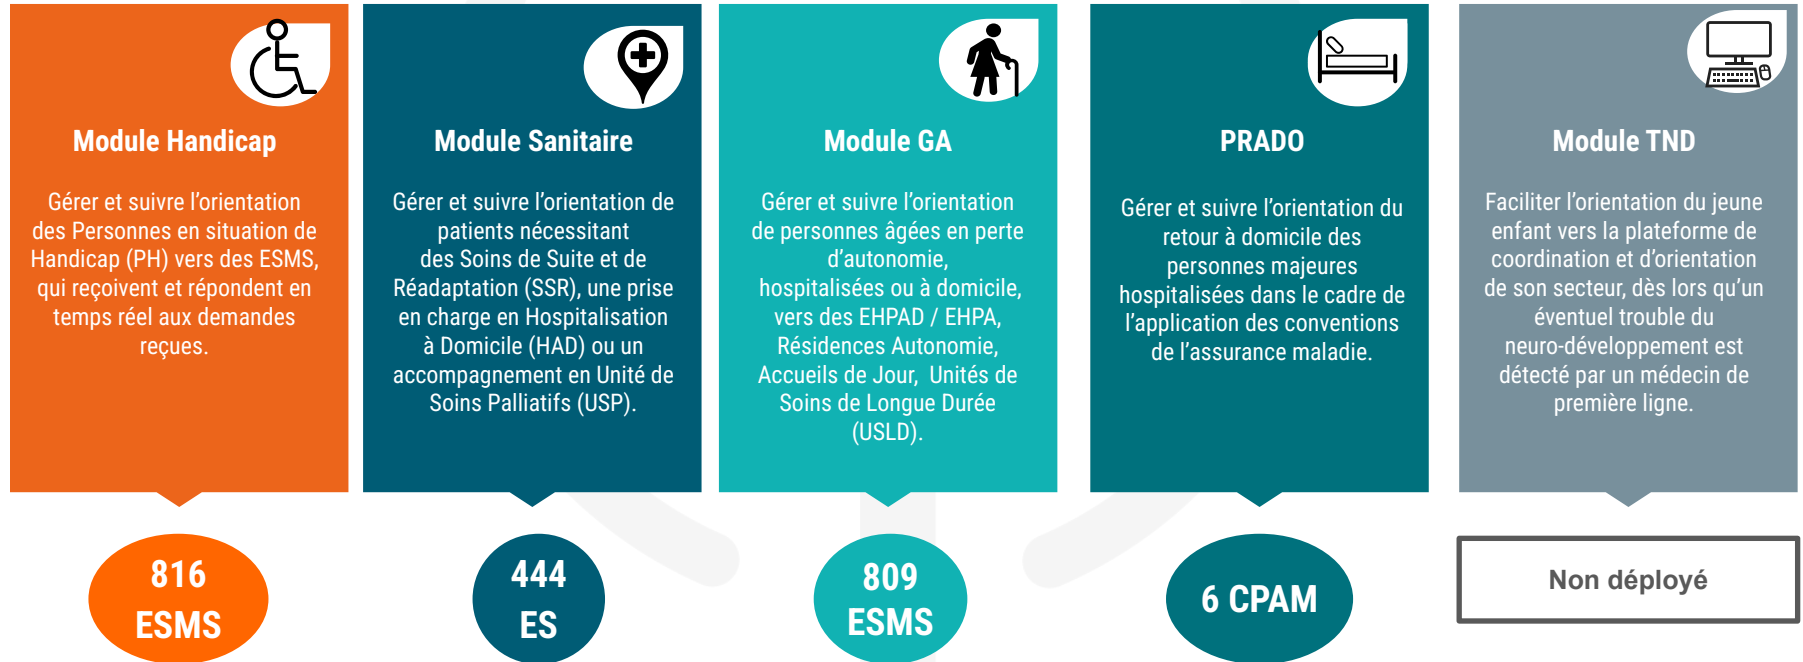 Module Handicap
Gérer et suivre l’orientation
des Personnes en situation de
Handicap (PH) vers des ESMS,
qui reçoivent et répondent en
temps réel aux demandes
reçues.
816
ESMS
Module Sanitaire
Gérer et suivre l’orientation de
patients nécessitant
des Soins de Suite et de
Réadaptation (SSR), une prise
en charge en Hospitalisation
à Domicile (HAD) ou un
accompagnement en Unité de
Soins Palliatifs (USP).
444
ES
Module GA
Gérer et suivre l’orientation
de personnes âgées en perte
d’autonomie,
hospitalisées ou à domicile,
vers des EHPAD / EHPA,
Résidences Autonomie,
Accueils de Jour, Unités de
Soins de Longue Durée
(USLD).
809
ESMS
PRADO
Gérer et suivre l’orientation du
retour à domicile des
personnes majeures
hospitalisées dans le cadre de
l’application des conventions
de l’assurance maladie.
6 CPAM
Module TND
Faciliter l’orientation du jeune
enfant vers la plateforme de
coordination et d’orientation
de son secteur, dès lors qu’un
éventuel trouble du
neuro-développement est
détecté par un médecin de
première ligne.
Non déployé